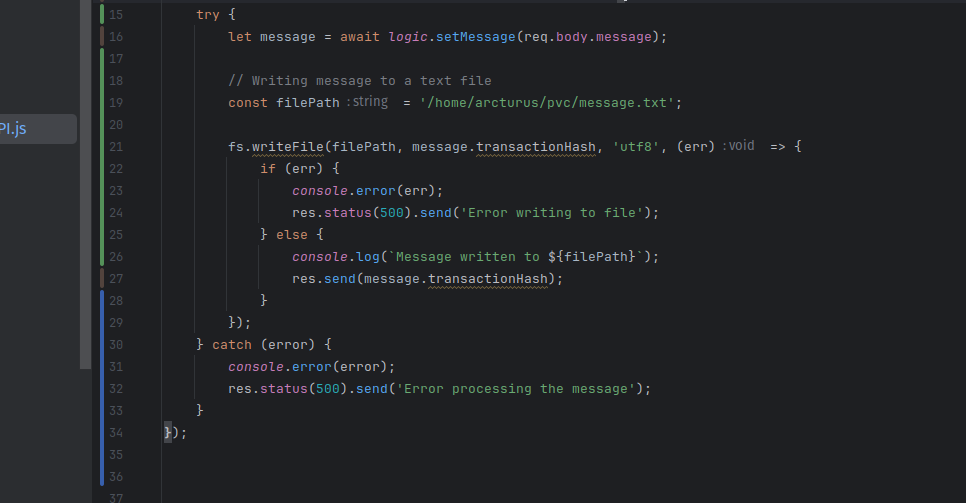 15 try {
16 let message = await logic.setMessage(req.body.message);
17
18 // Writing message to a text file
19 const filePath : string = '/home/arcturus/pvc/message.txt';
20
PI.js
21 fs.writeFile(filePath, message.transactionHash, 'utf8', (err) : void => {
22 if (err) {
23 console.error(err);
24 res.status(500).send('Error writing to file');
25 } else {
26 console.log(`Message written to ${filePath}`);
27 res.send(message.transactionHash);
28 }
29 });
30 } catch (error) {
31 console.error(error);
32 res.status(500).send('Error processing the message');
33 }
34 });
35
36
37